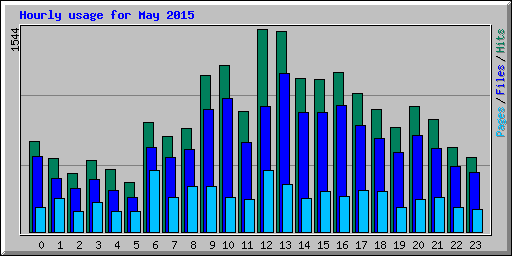 Hourly usage for May 2015
1544
Pages / Files / Hits
0 1 2 3 4 5 6 7 8 9 10 11 12 13 14 15 16 17 18 19 20 21 22 23